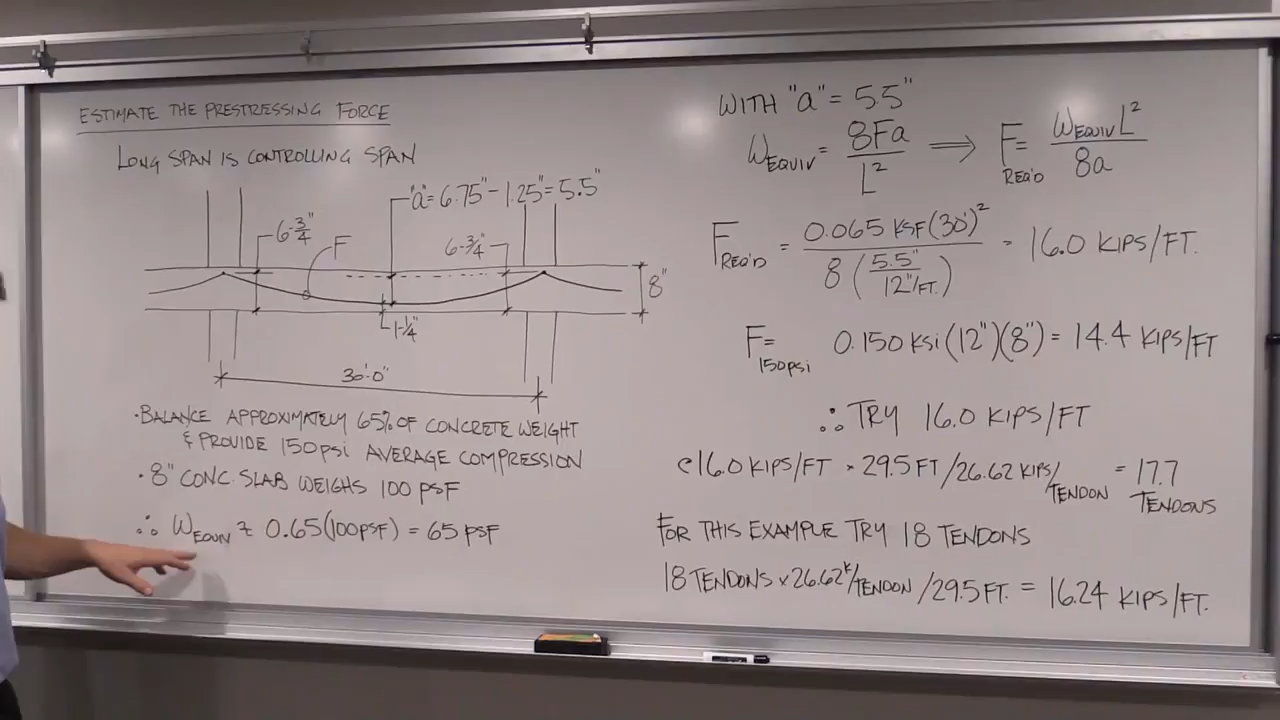 ESTIMATE THE PRESTRESSING FORCE
LONG SPAN IS CONTROLLING SPAN
"a" = 6.75" - 1.25" = 5.5"
6-3/4"
F
6-3/4"
8"
1-1/4"
30'-0"
·BALANCE APPROXIMATELY 65% OF CONCRETE WEIGHT
& PROVIDE 150psi AVERAGE COMPRESSION
·8" CONC. SLAB WEIGHS 100 PSF
∴ W_EQUIV ≈ 0.65(100PSF) = 65 PSF
WITH "a" = 5.5"
W_EQUIV = 8Fa / L² ⟹ F_REQ'D = W_EQUIV L² / 8a
F_REQ'D = 0.065 KSF(30')² / 8(5.5" / 12"/FT.) = 16.0 KIPS/FT.
F_150psi = 0.150 ksi(12")(8") = 14.4 KIPS/FT
∴ TRY 16.0 KIPS/FT
@16.0 KIPS/FT × 29.5 FT/26.62 KIPS/TENDON = 17.7 TENDONS
FOR THIS EXAMPLE TRY 18 TENDONS
18 TENDONS × 26.62ᵏ/TENDON / 29.5 FT. = 16.24 KIPS/FT.